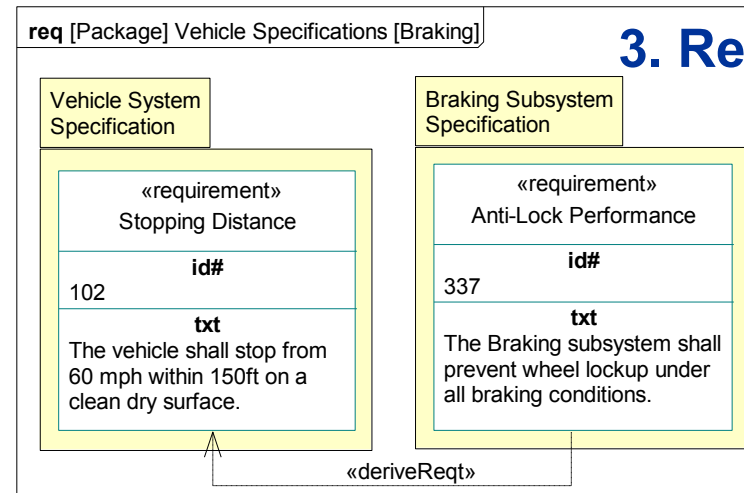 req [Package] Vehicle Specifications [Braking]
3. Re
Vehicle System
Specification
«requirement»
Stopping Distance
id#
102
txt
The vehicle shall stop from
60 mph within 150ft on a
clean dry surface.
Braking Subsystem
Specification
«requirement»
Anti-Lock Performance
id#
337
txt
The Braking subsystem shall
prevent wheel lockup under
all braking conditions.
«deriveReqt»